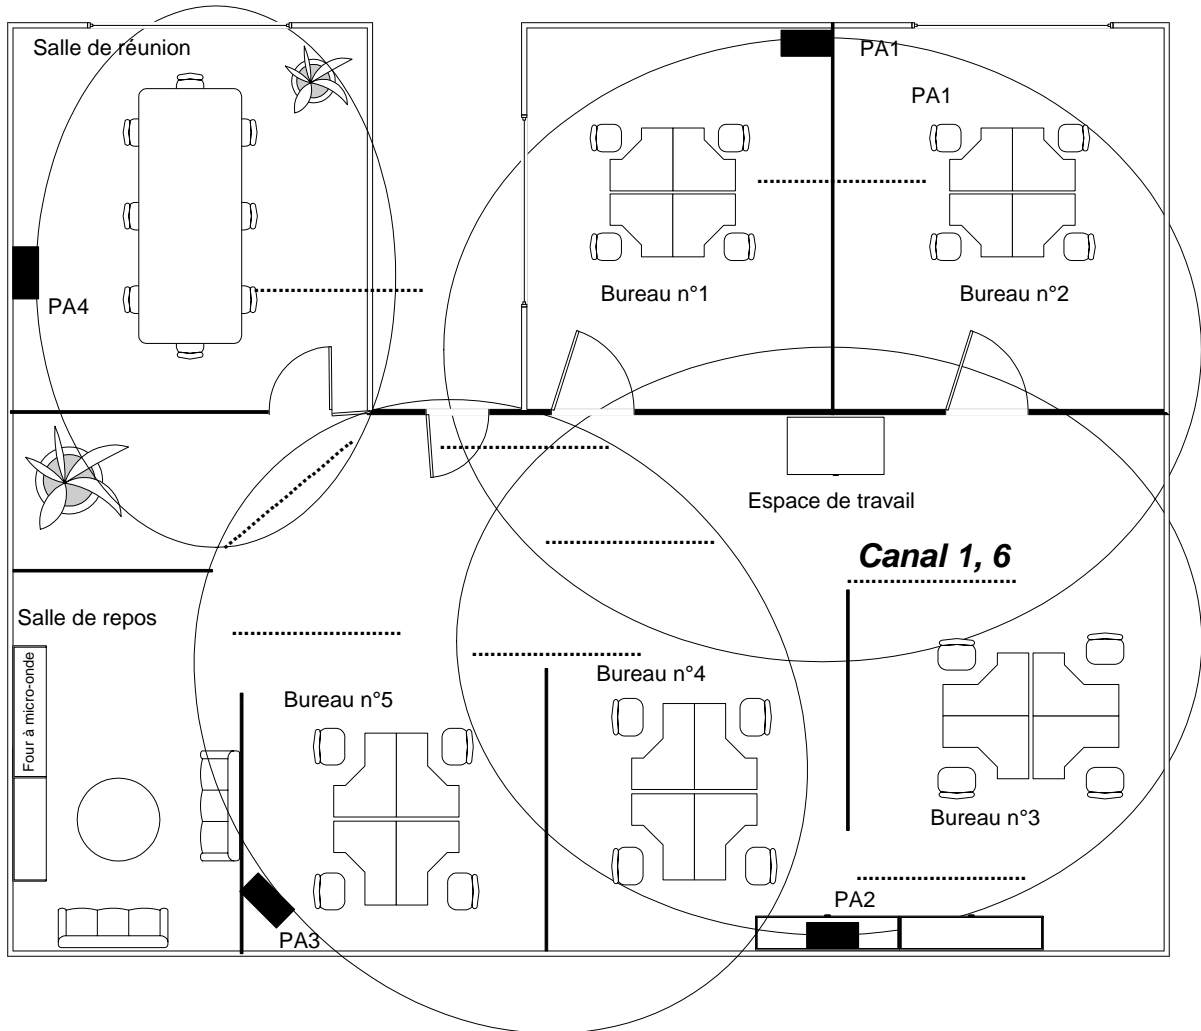 Salle de réunion
PA1
PA1
Bureau n°1
Bureau n°2
PA4
Espace de travail
Canal 1, 6
Salle de repos
Four à micro-onde
Bureau n°4
Bureau n°5
Bureau n°3
PA2
PA3